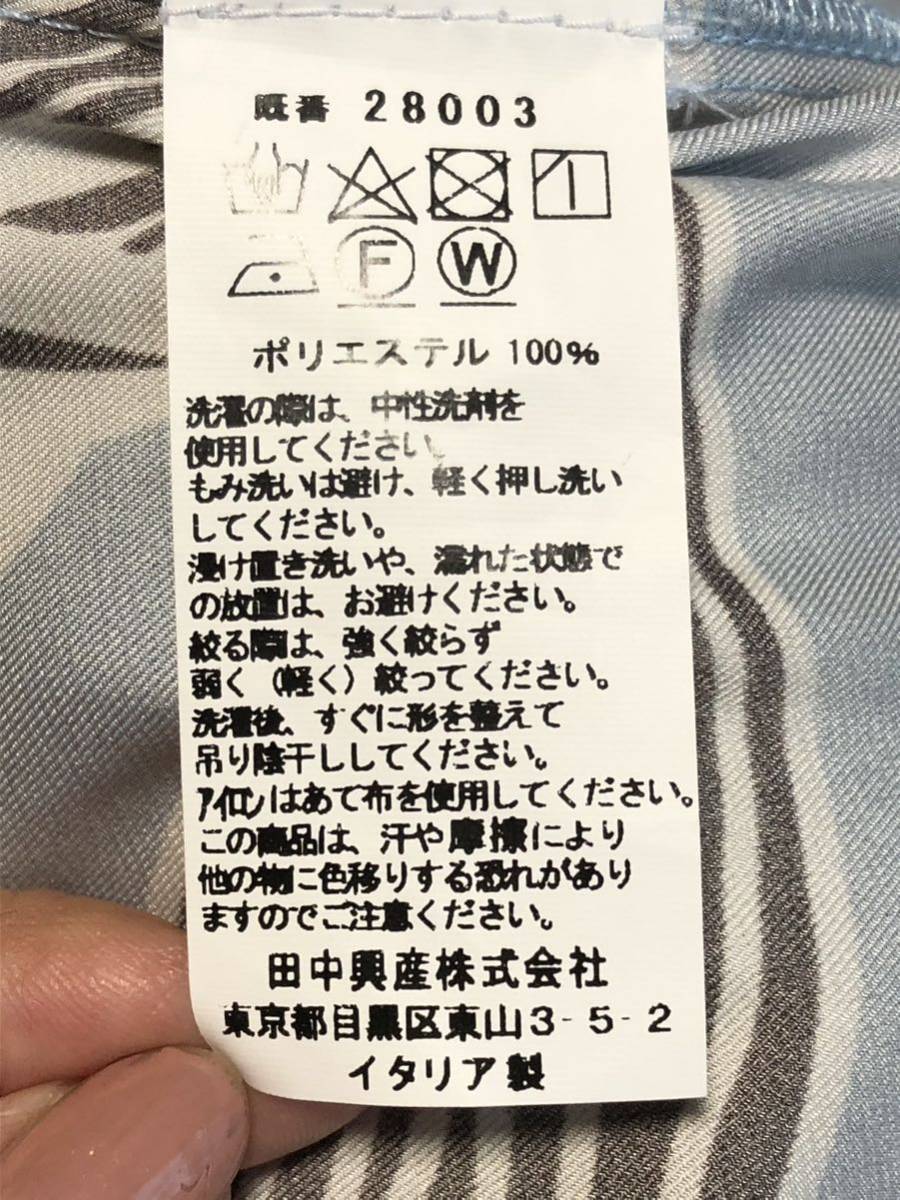 既番 28003
F W
ポリエステル 100%
洗濯の際は、中性洗剤を
使用してください。
もみ洗いは避け、軽く押し洗い
してください。
浸け置き洗いや、濡れた状態で
の放置は、お避けください。
絞る際は、強く絞らず
弱く（軽く）絞ってください。
洗濯後、すぐに形を整えて
吊り陰干ししてください。
アイロンはあて布を使用してください。
この商品は、汗や摩擦により
他の物に色移りする恐れがあり
ますのでご注意ください。
田中興産株式会社
東京都目黒区東山3-5-2
イタリア製